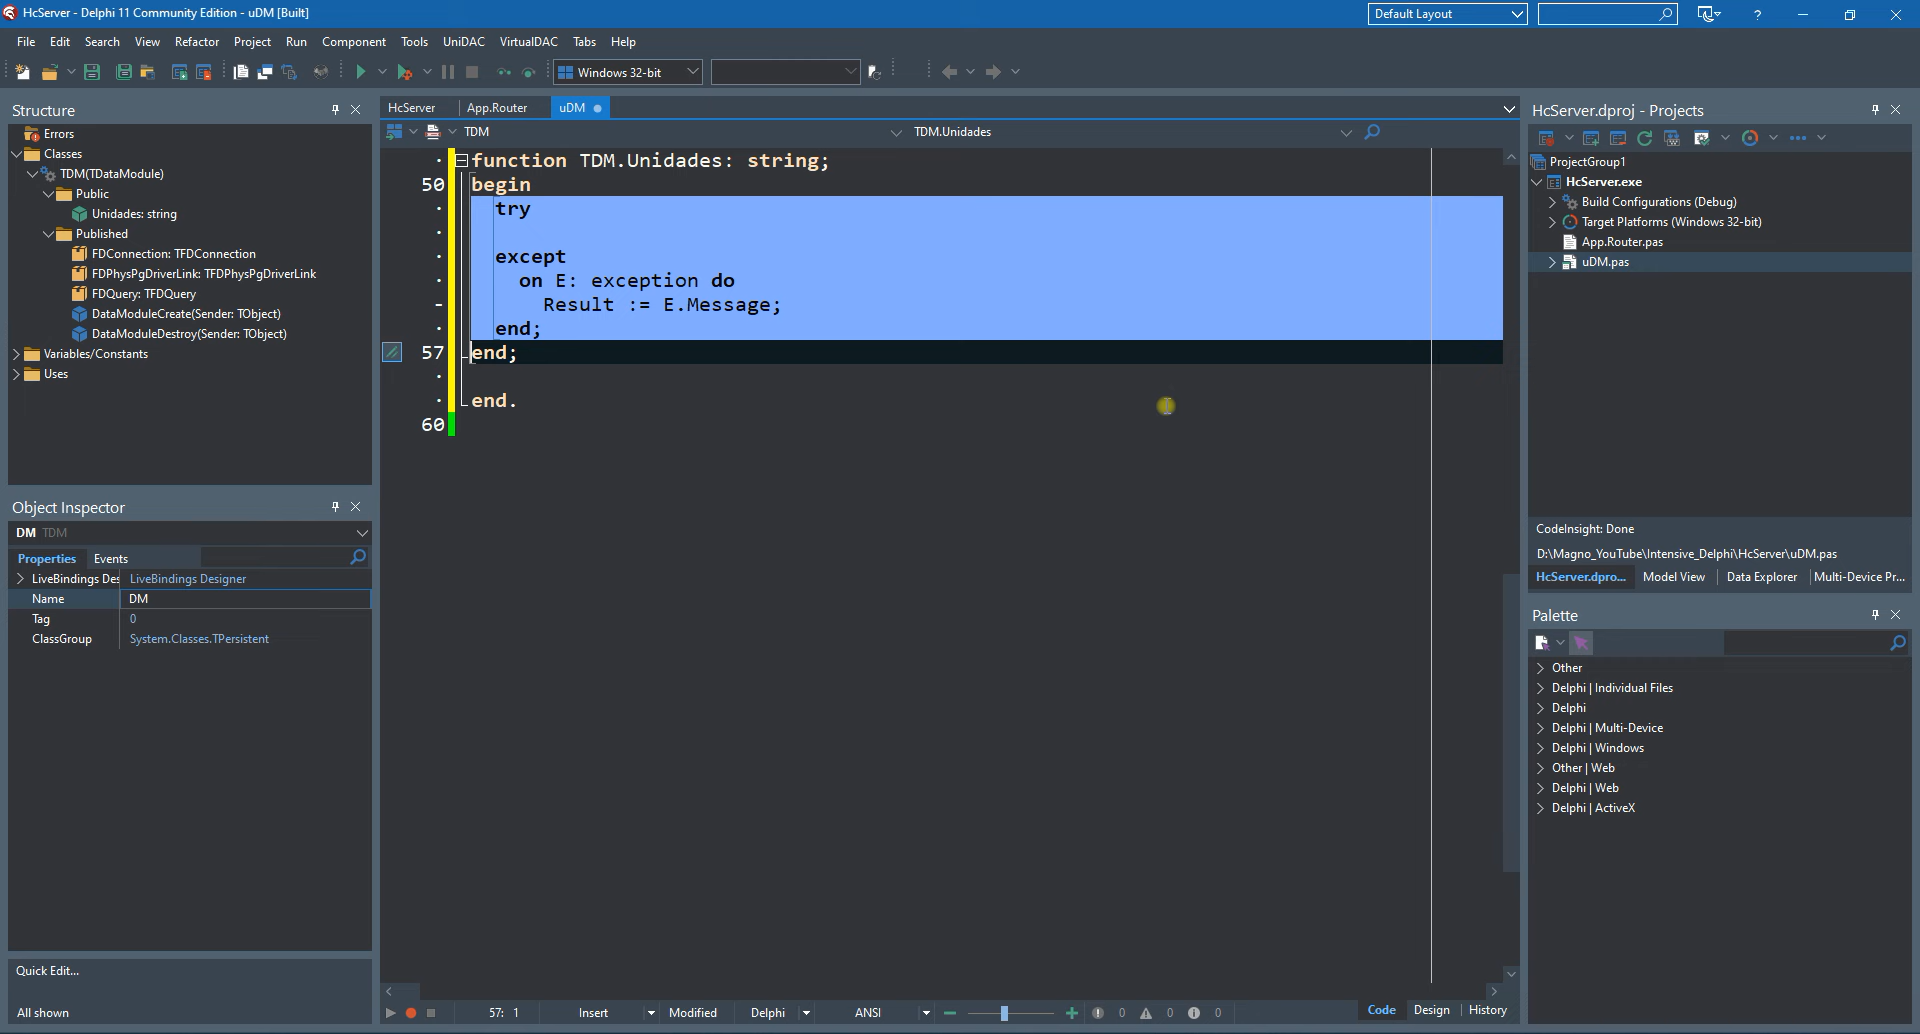 HcServer - Delphi 11 Community Edition - uDM [Built]
Default Layout
?
File Edit Search View Refactor Project Run Component Tools UniDAC VirtualDAC Tabs Help
Windows 32-bit
Structure
Errors
Classes
TDM(TDataModule)
Public
Unidades: string
Published
FDConnection: TFDConnection
FDPhysPgDriverLink: TFDPhysPgDriverLink
FDQuery: TFDQuery
DataModuleCreate(Sender: TObject)
DataModuleDestroy(Sender: TObject)
Variables/Constants
Uses
Object Inspector
DM TDM
Properties Events
LiveBindings Des LiveBindings Designer
Name DM
Tag 0
ClassGroup System.Classes.TPersistent
Quick Edit...
All shown
HcServer App.Router uDM
TDM TDM.Unidades
function TDM.Unidades: string;
50 begin
try
except
on E: exception do
Result := E.Message;
end;
57 end;
end.
60
57: 1 Insert Modified Delphi ANSI 0 0 0 Code Design History
HcServer.dproj - Projects
ProjectGroup1
HcServer.exe
Build Configurations (Debug)
Target Platforms (Windows 32-bit)
App.Router.pas
uDM.pas
CodeInsight: Done
D:\Magno_YouTube\Intensive_Delphi\HcServer\uDM.pas
HcServer.dpro... Model View Data Explorer Multi-Device Pr...
Palette
Other
Delphi | Individual Files
Delphi
Delphi | Multi-Device
Delphi | Windows
Other | Web
Delphi | Web
Delphi | ActiveX